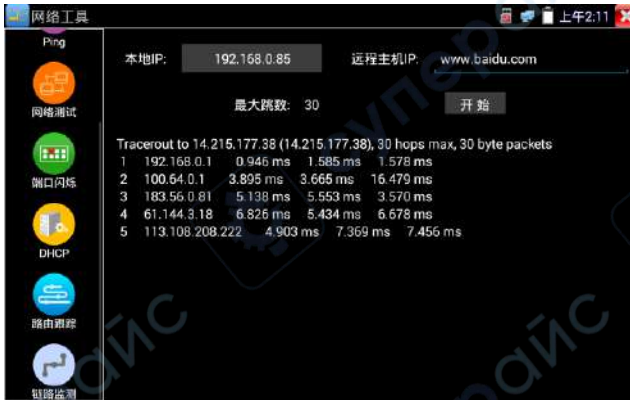 网络工具
上午2:11
Ping
网络测试
端口闪烁
DHCP
路由跟踪
链路监测
本地IP: 192.168.0.85 远程主机IP: www.baidu.com
最大跳数: 30 开始
Tracerout to 14.215.177.38 (14.215.177.38), 30 hops max, 30 byte packets
1 192.168.0.1 0.946 ms 1.585 ms 1.578 ms
2 100.64.0.1 3.895 ms 3.665 ms 16.479 ms
3 183.56.0.81 5.138 ms 5.553 ms 3.570 ms
4 61.144.3.18 6.826 ms 5.434 ms 6.678 ms
5 113.108.208.222 4.903 ms 7.369 ms 7.456 ms